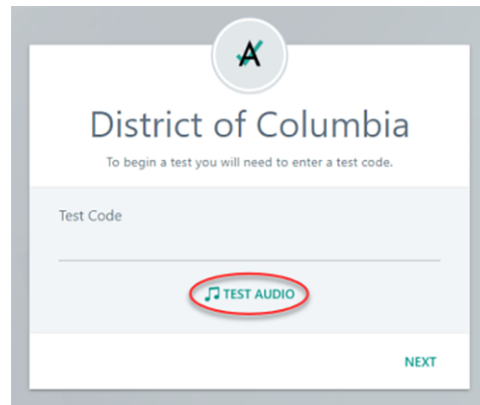 District of Columbia
To begin a test you will need to enter a test code.
Test Code
TEST AUDIO
NEXT